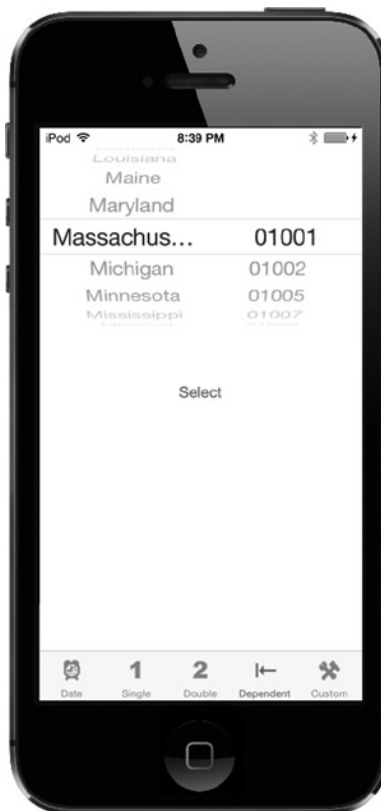 iPod 8:39 PM
Louisiana
Maine
Maryland
Massachus... 01001
Michigan 01002
Minnesota 01005
Mississippi 01007
Select
1 2
Date Single Double Dependent Custom